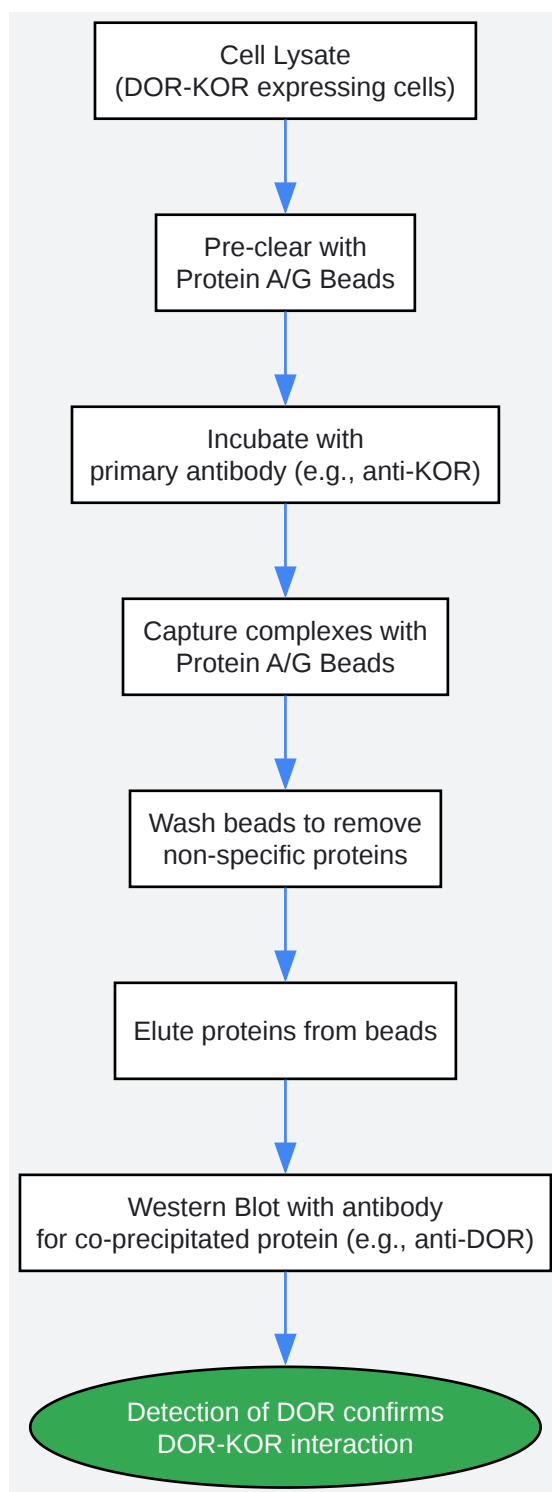 Cell Lysate
(DOR-KOR expressing cells)
Pre-clear with
Protein A/G Beads
Incubate with
primary antibody (e.g., anti-KOR)
Capture complexes with
Protein A/G Beads
Wash beads to remove
non-specific proteins
Elute proteins from beads
Western Blot with antibody
for co-precipitated protein (e.g., anti-DOR)
Detection of DOR confirms
DOR-KOR interaction